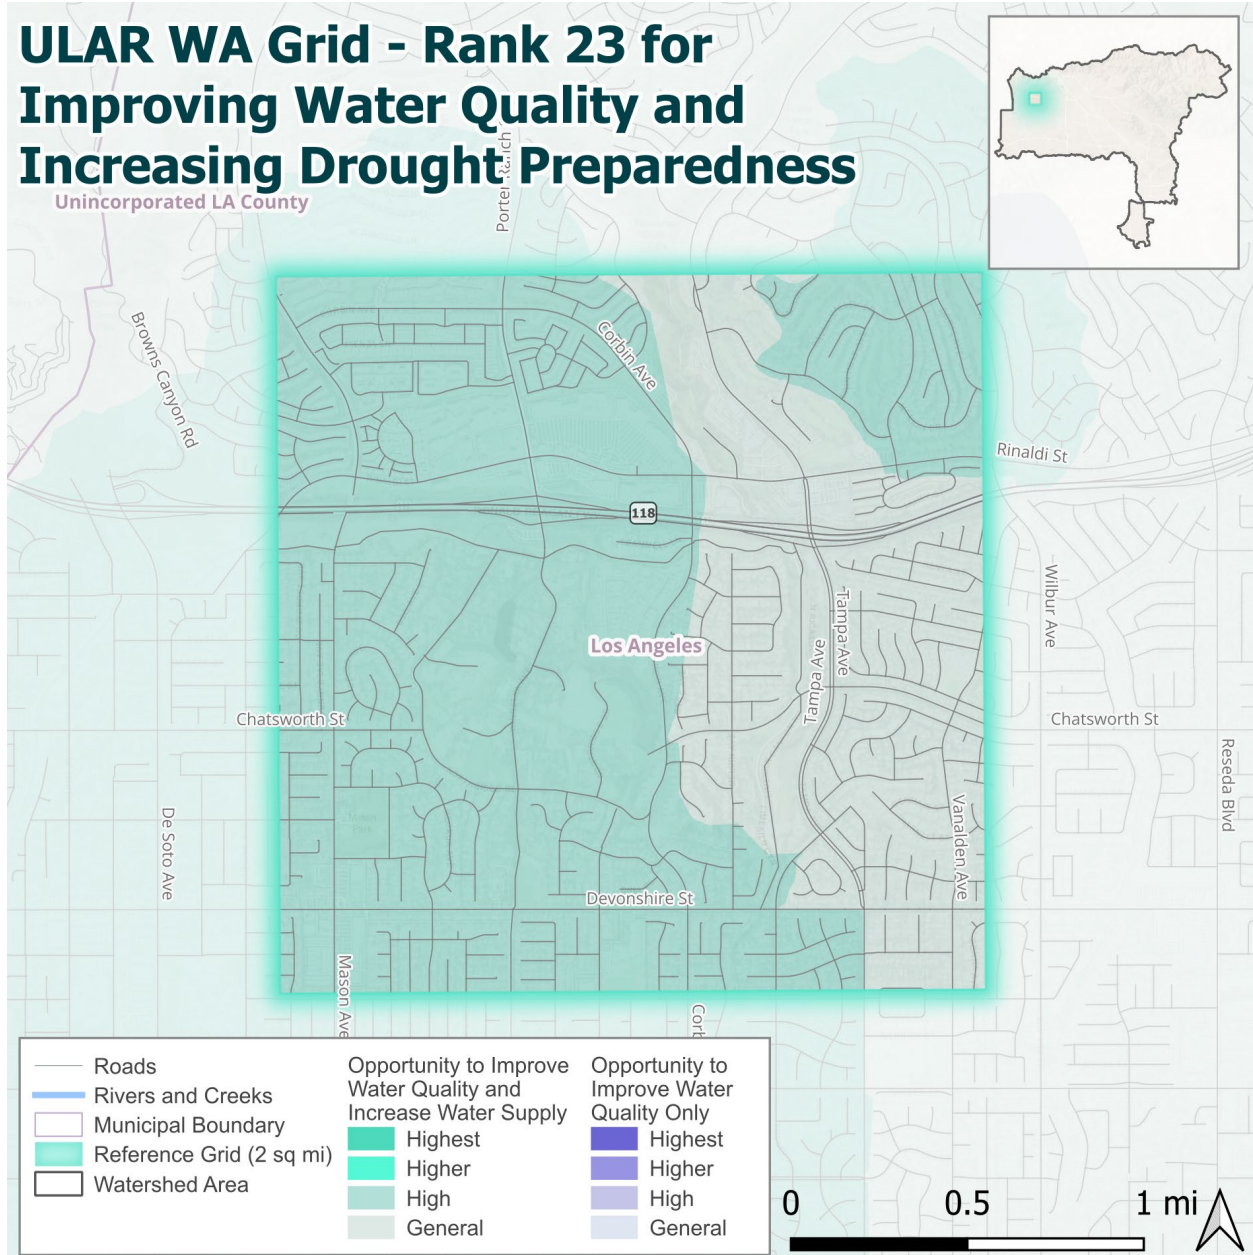 ULAR WA Grid - Rank 23 for
Improving Water Quality and
Increasing Drought Preparedness
Unincorporated LA County
Browns Canyon Rd
Corbin Ave
Rinaldi St
118
Wilbur Ave
Tampa Ave
Los Angeles
Tampa Ave
Chatsworth St
Chatsworth St
Reseda Blvd
De Soto Ave
Vanalden Ave
Devonshire St
Mason Ave
Corb
Roads
Rivers and Creeks
Municipal Boundary
Reference Grid (2 sq mi)
Watershed Area
Opportunity to Improve
Water Quality and
Increase Water Supply
Highest
Higher
High
General
Opportunity to
Improve Water
Quality Only
Highest
Higher
High
General
0 0.5 1 mi